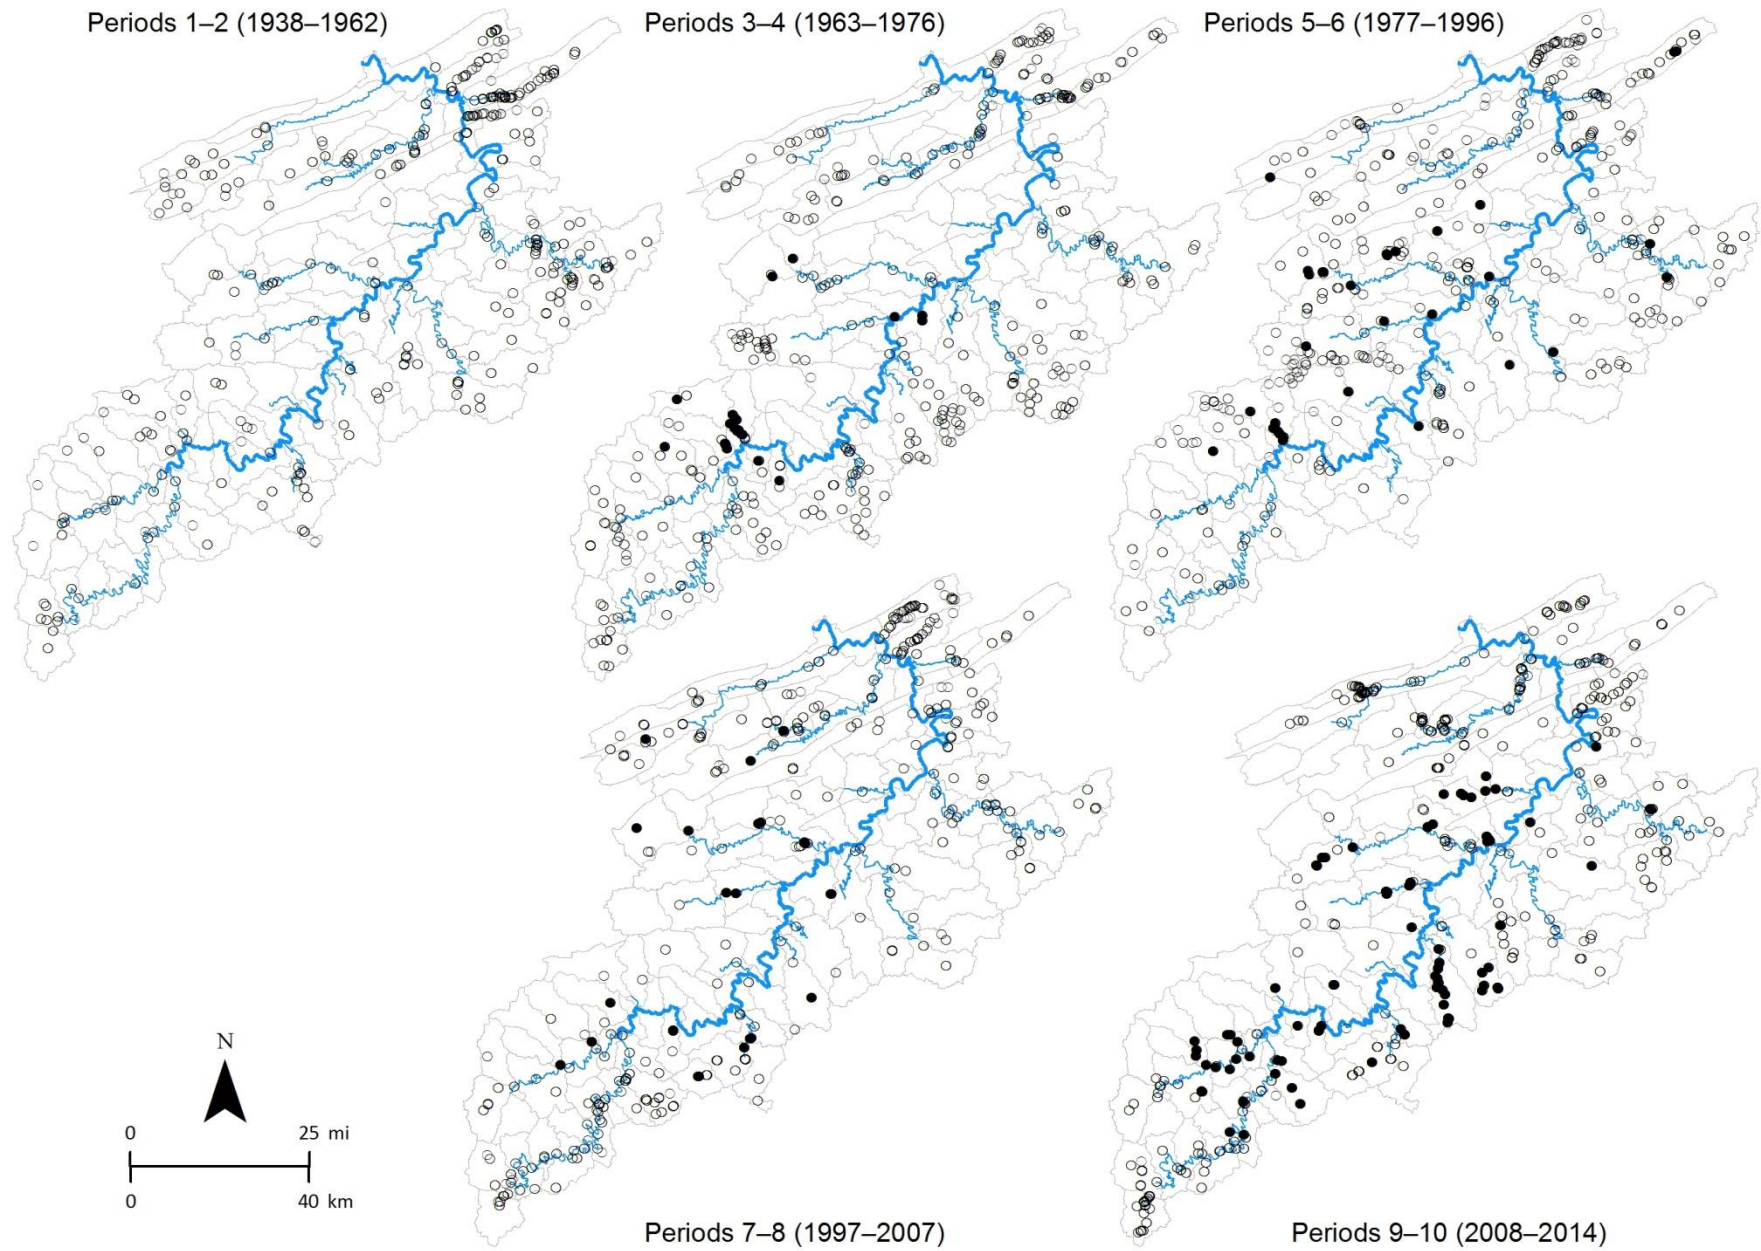 Periods 1–2 (1938–1962)
Periods 3–4 (1963–1976)
Periods 5–6 (1977–1996)
N
0 25 mi
0 40 km
Periods 7–8 (1997–2007)
Periods 9–10 (2008–2014)